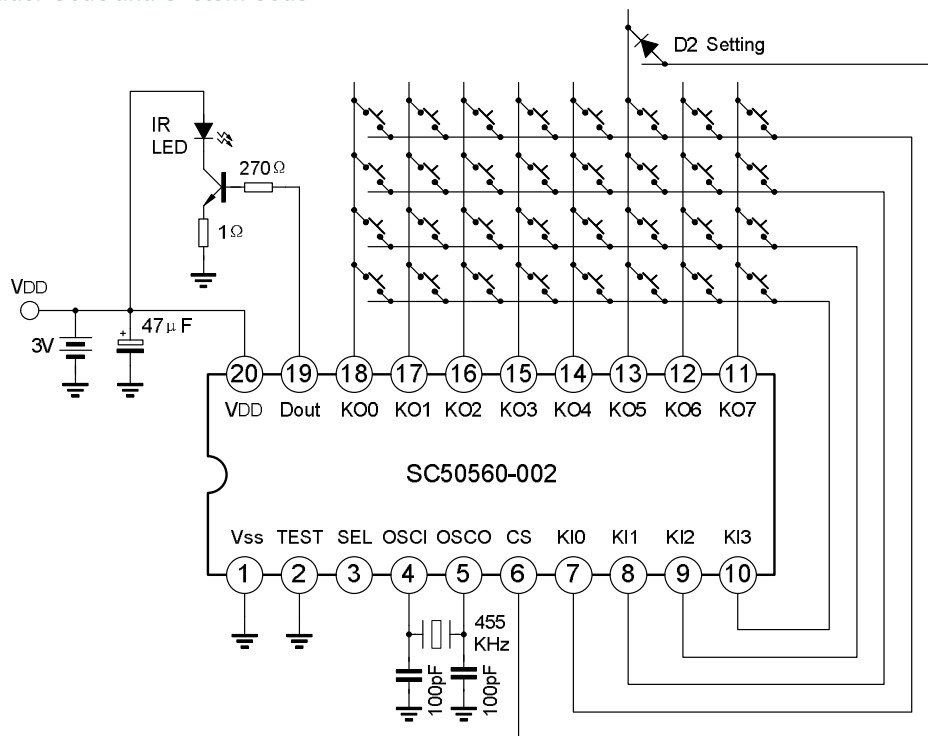 D2 Setting
IR
LED
270Ω
1Ω
VDD
3V
+
47μF
20 19 18 17 16 15 14 13 12 11
VDD Dout KO0 KO1 KO2 KO3 KO4 KO5 KO6 KO7
SC50560-002
Vss TEST SEL OSCI OSCO CS KI0 KI1 KI2 KI3
1 2 3 4 5 6 7 8 9 10
455
KHz
100pF
100pF